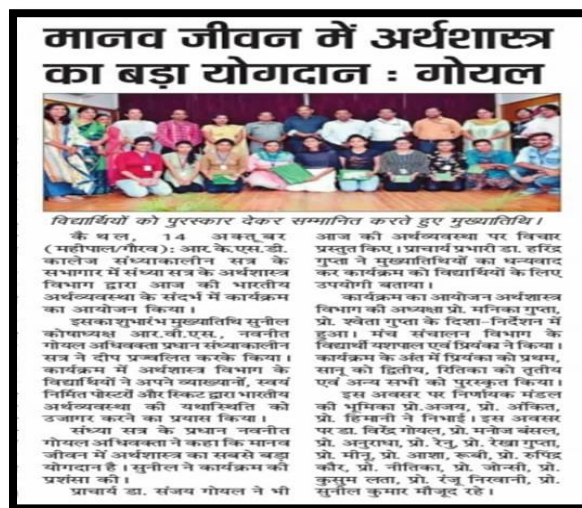 मानव जीवन में अर्थशास्त्र
का बड़ा योगदान : गोयल
विद्यार्थियों को पुरस्कार देकर सम्मानित करते हुए मुख्यातिथि।
कैथल, 14 अक्तूबर
(महीपाल/गौरव): आर.के.एस.डी.
कालेज संध्याकालीन सत्र के
सभागार में संध्या सत्र के अर्थशास्त्र
विभाग द्वारा आज की भारतीय
अर्थव्यवस्था के संदर्भ में कार्यक्रम
का आयोजन किया।
इसका शुभारंभ मुख्यातिथि सुनील
कोषाध्यक्ष आर.वी.एस., नवनीत
गोयल अधिवक्ता प्रधान संध्याकालीन
सत्र ने दीप प्रज्वलित करके किया।
कार्यक्रम में अर्थशास्त्र विभाग के
विद्यार्थियों ने अपने व्याख्यानों, स्वयं
निर्मित पोस्टरों और स्किट द्वारा भारतीय
अर्थव्यवस्था की यथास्थिति को
उजागर करने का प्रयास किया।
संध्या सत्र के प्रधान नवनीत
गोयल अधिवक्ता ने कहा कि मानव
जीवन में अर्थशास्त्र का सबसे बड़ा
योगदान है। सुनील ने कार्यक्रम की
प्रशंसा की।
प्राचार्य डा. संजय गोयल ने भी
आज की अर्थव्यवस्था पर विचार
प्रस्तुत किए। प्राचार्य प्रभारी डा. हरिंद्र
गुप्ता ने मुख्यातिथियों का धन्यवाद
कर कार्यक्रम को विद्यार्थियों के लिए
उपयोगी बताया।
कार्यक्रम का आयोजन अर्थशास्त्र
विभाग की अध्यक्षा प्रो. मनिका गुप्ता,
प्रो. श्वेता गुप्ता के दिशा-निर्देशन में
हुआ। मंच संचालन विभाग के
विद्यार्थी यशपाल एवं प्रियंका ने किया।
कार्यक्रम के अंत में प्रियंका को प्रथम,
सानू को द्वितीय, रितिका को तृतीय
एवं अन्य सभी को पुरस्कृत किया।
इस अवसर पर निर्णायक मंडल
की भूमिका प्रो.अजय, प्रो. अंकित,
प्रो. हिमानी ने निभाई। इस अवसर
पर डा. विरेंद्र गोयल, प्रो. मनोज बंसल,
प्रो. अनुराधा, प्रो. रेनु, प्रो. रेखा गुप्ता,
प्रो. मीनू, प्रो. आशा, रूबी, प्रो. रुपिंद्र
कौर, प्रो. नीतिका, प्रो. जोन्सी, प्रो.
कुसुम लता, प्रो. रंजू निरवानी, प्रो.
सुनील कुमार मौजूद रहे।